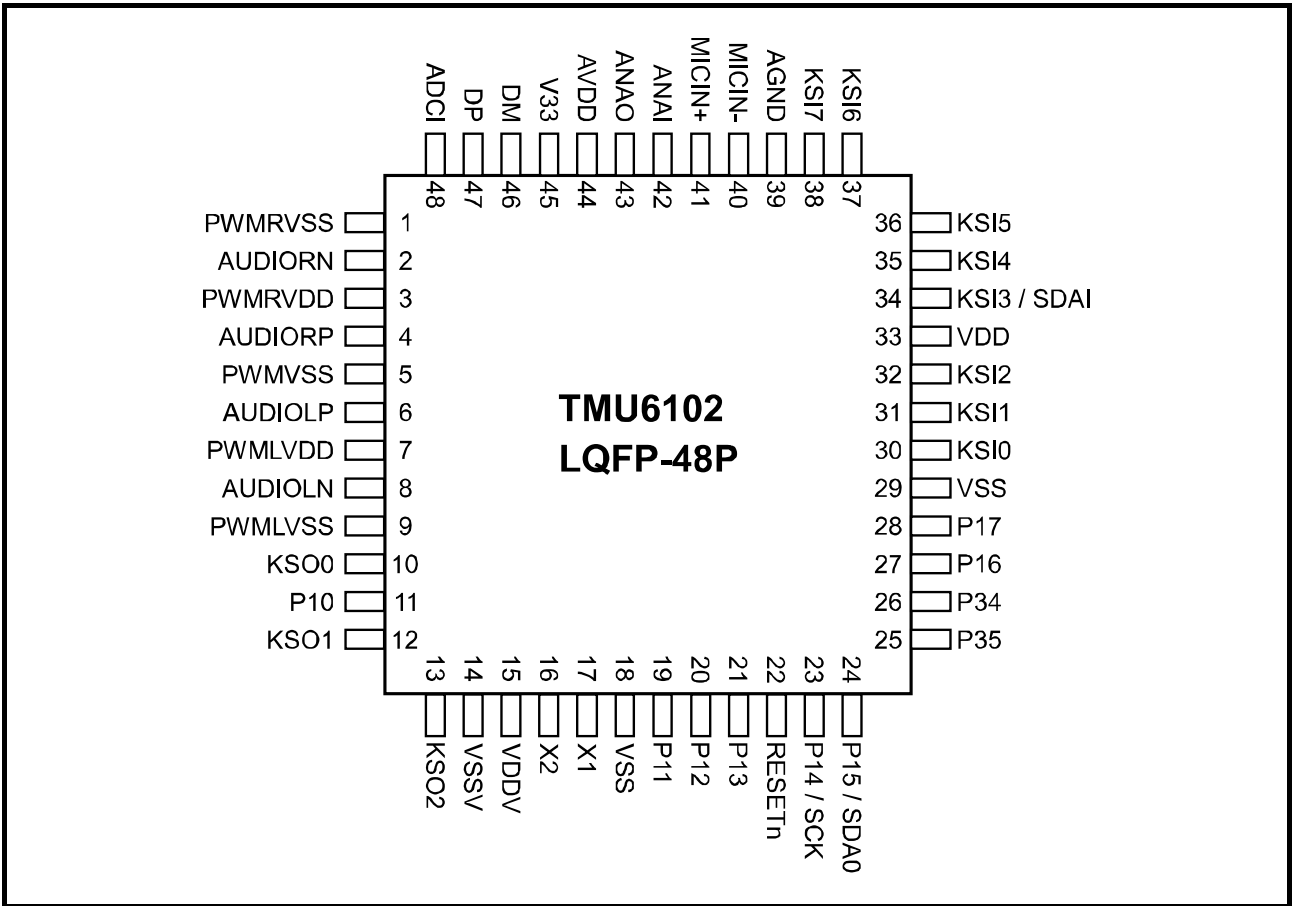 ADCI
DP
DM
V33
AVDD
ANAO
ANAI
MICIN+
MICIN-
AGND
KSI7
KSI6
48
47
46
45
44
43
42
41
40
39
38
37
PWMRVSS 1
AUDIORN 2
PWMRVDD 3
AUDIORP 4
PWMVSS 5
AUDIOLP 6
PWMLVDD 7
AUDIOLN 8
PWMLVSS 9
KSO0 10
P10 11
KSO1 12
TMU6102
LQFP-48P
36 KSI5
35 KSI4
34 KSI3 / SDAI
33 VDD
32 KSI2
31 KSI1
30 KSI0
29 VSS
28 P17
27 P16
26 P34
25 P35
13
14
15
16
17
18
19
20
21
22
23
24
KSO2
VSSV
VDDV
X2
X1
VSS
P11
P12
P13
RESETn
P14 / SCK
P15 / SDA0